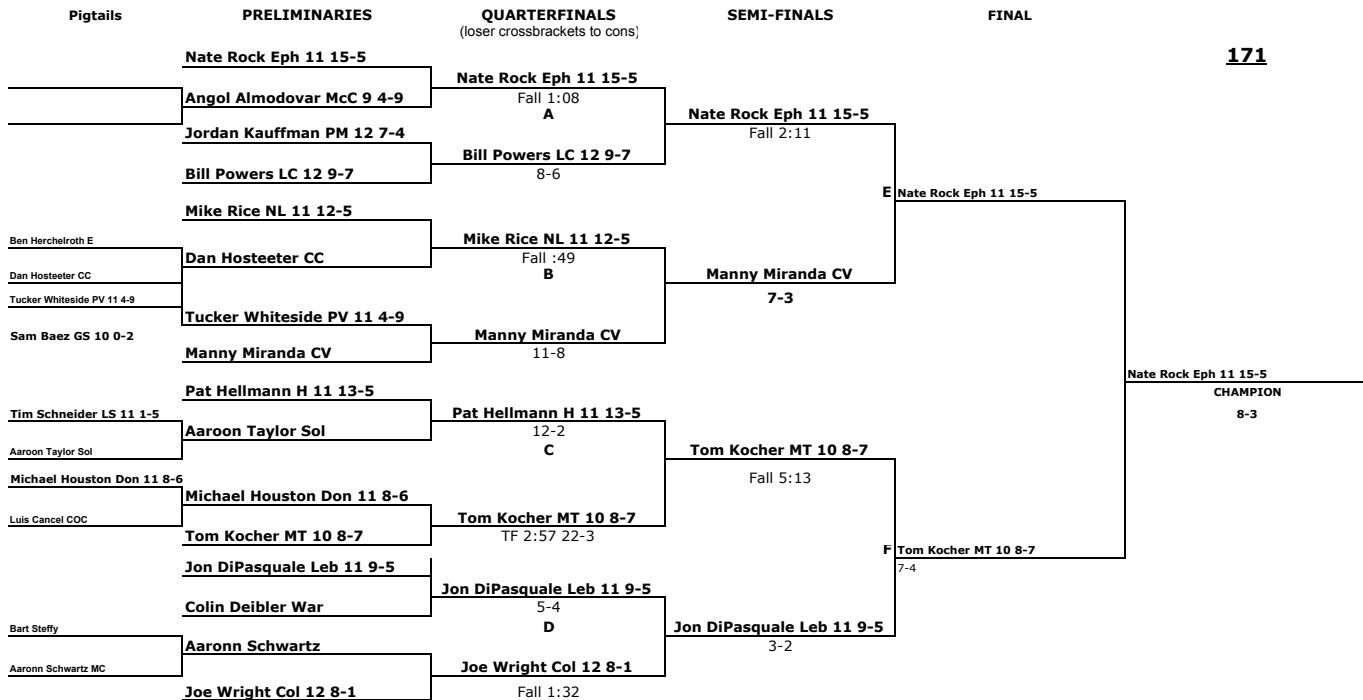 Pigtails PRELIMINARIES QUARTERFINALS SEMI-FINALS FINAL
(loser crossbrackets to cons)
171
Nate Rock Eph 11 15-5
Nate Rock Eph 11 15-5
Angol Almodovar McC 9 4-9
Fall 1:08
A
Nate Rock Eph 11 15-5
Jordan Kauffman PM 12 7-4
Fall 2:11
Bill Powers LC 12 9-7
Bill Powers LC 12 9-7
8-6
E Nate Rock Eph 11 15-5
Mike Rice NL 11 12-5
Ben Herchelroth E
Mike Rice NL 11 12-5
Dan Hosteeter CC
Fall :49
Dan Hosteeter CC
B
Manny Miranda CV
Tucker Whiteside PV 11 4-9
7-3
Tucker Whiteside PV 11 4-9
Sam Baez GS 10 0-2
Manny Miranda CV
Manny Miranda CV
11-8
Nate Rock Eph 11 15-5
CHAMPION
8-3
Pat Hellmann H 11 13-5
Tim Schneider LS 11 1-5
Pat Hellmann H 11 13-5
Aaroon Taylor Sol
12-2
Aaroon Taylor Sol
C
Tom Kocher MT 10 8-7
Michael Houston Don 11 8-6
Fall 5:13
Michael Houston Don 11 8-6
Luis Cancel COC
Tom Kocher MT 10 8-7
Tom Kocher MT 10 8-7
TF 2:57 22-3
F Tom Kocher MT 10 8-7
7-4
Jon DiPasquale Leb 11 9-5
Jon DiPasquale Leb 11 9-5
Colin Deibler War
5-4
Bart Steffy
D
Jon DiPasquale Leb 11 9-5
Aaronn Schwartz
3-2
Aaronn Schwartz MC
Joe Wright Col 12 8-1
Joe Wright Col 12 8-1
Fall 1:32